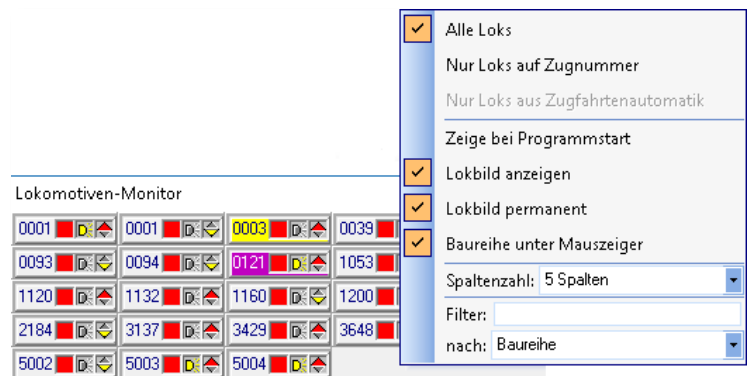 Alle Loks
Nur Loks auf Zugnummer
Nur Loks aus Zugfahrtenautomatik
Zeige bei Programmstart
Lokbild anzeigen
Lokbild permanent
Baureihe unter Mauszeiger
Spaltenzahl: 5 Spalten
Filter:
nach: Baureihe
Lokomotiven-Monitor
0001 D 0001 D 0003 D 0039
0093 D 0094 D 0121 D 1053
1120 D 1132 D 1160 D 1200
2184 D 3137 D 3429 D 3648
5002 D 5003 D 5004 D